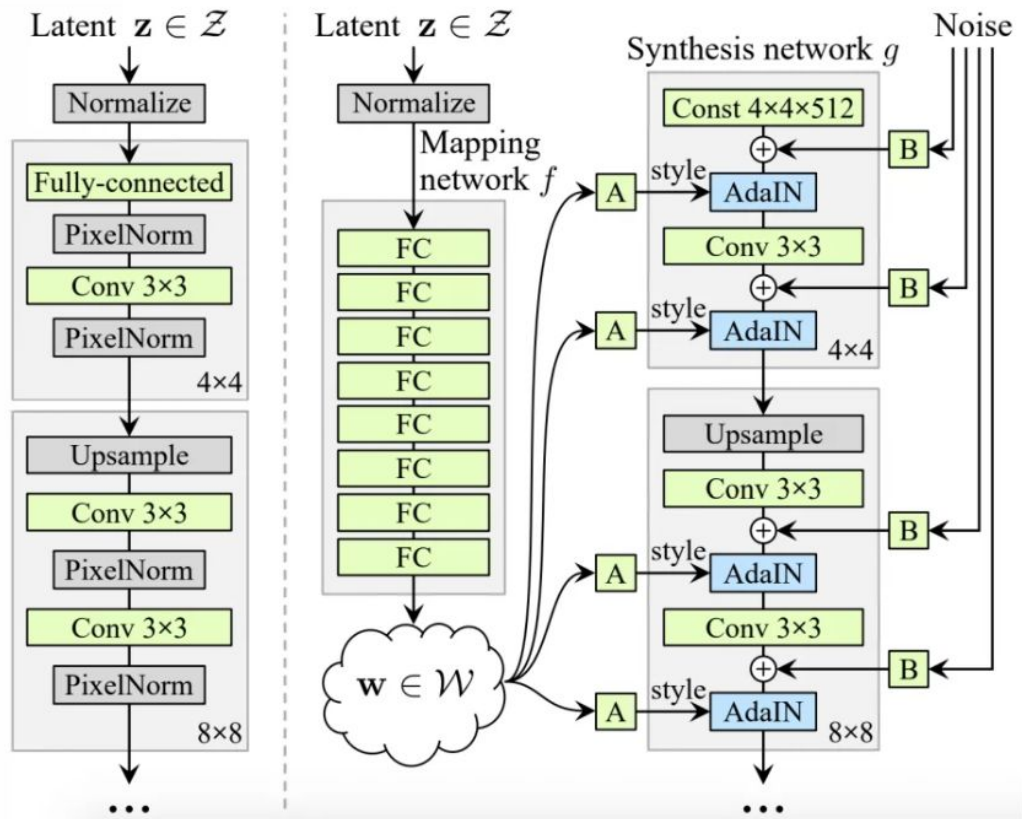 Latent z ∈ 𝒵
Normalize
Fully-connected
PixelNorm
Conv 3×3
PixelNorm
4×4
Upsample
Conv 3×3
PixelNorm
Conv 3×3
PixelNorm
8×8
...
Latent z ∈ 𝒵
Normalize
Mapping
network f
FC
FC
FC
FC
FC
FC
FC
FC
w ∈ 𝒲
A
A
A
A
style
style
style
style
Synthesis network g
Const 4×4×512
+
AdaIN
Conv 3×3
+
AdaIN
4×4
Upsample
Conv 3×3
+
AdaIN
Conv 3×3
+
AdaIN
8×8
...
Noise
B
B
B
B